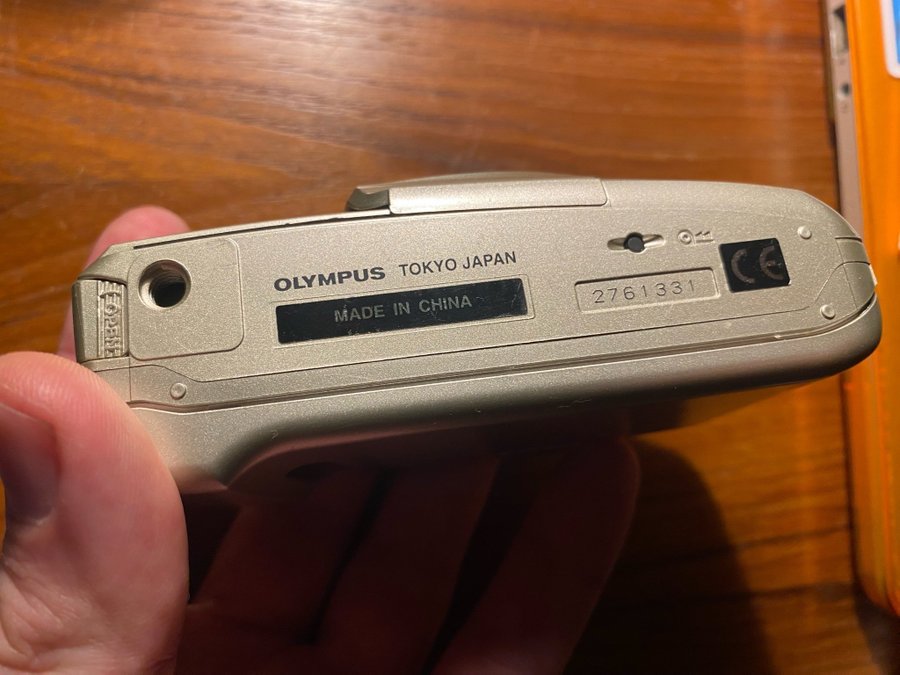 OLYMPUS TOKYO JAPAN
MADE IN CHINA
2761331
CE